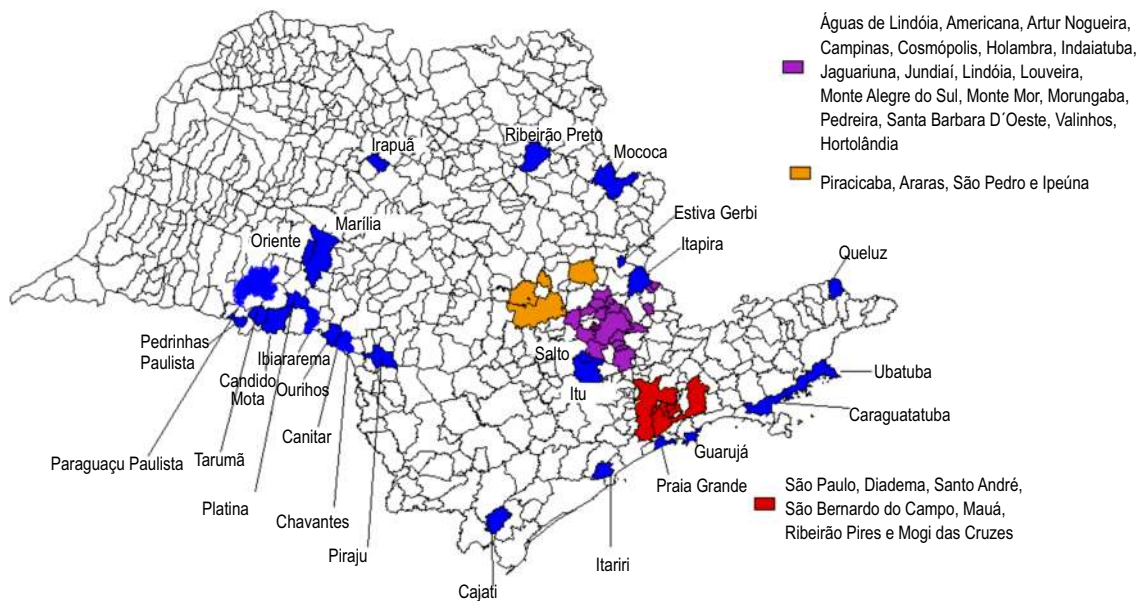 Águas de Lindóia, Americana, Artur Nogueira,
Campinas, Cosmópolis, Holambra, Indaiatuba,
Jaguariuna, Jundiaí, Lindóia, Louveira,
Monte Alegre do Sul, Monte Mor, Morungaba,
Pedreira, Santa Barbara D´Oeste, Valinhos,
Hortolândia
Piracicaba, Araras, São Pedro e Ipeúna
Irapuã
Ribeirão Preto
Mococa
Estiva Gerbi
Itapira
Queluz
Marília
Oriente
Pedrinhas
Paulista
Ibiararema
Candido
Mota
Ourihos
Salto
Itu
Ubatuba
Caraguatatuba
Canitar
Paraguaçu Paulista
Tarumã
Guarujá
Praia Grande
Platina
Chavantes
Piraju
Itariri
Cajati
São Paulo, Diadema, Santo André,
São Bernardo do Campo, Mauá,
Ribeirão Pires e Mogi das Cruzes